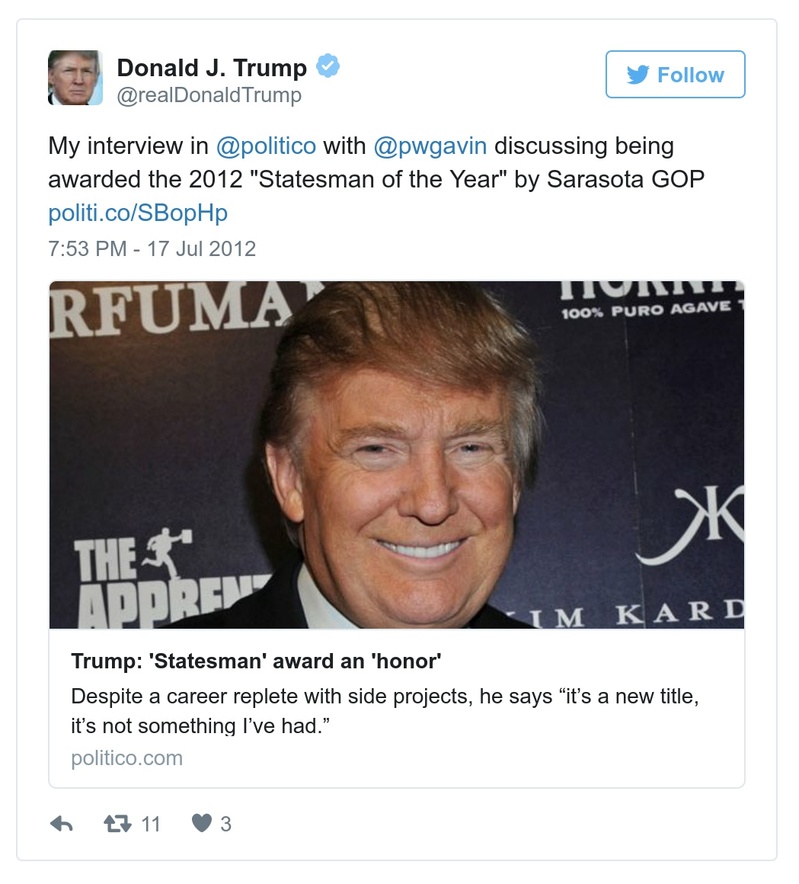 Donald J. Trump
@realDonaldTrump
Follow
My interview in @politico with @pwgavin discussing being
awarded the 2012 "Statesman of the Year" by Sarasota GOP
politi.co/SBopHp
7:53 PM - 17 Jul 2012
RFUMA
100% PURO AGAVE
THE
APPREN
IM KARD
Trump: 'Statesman' award an 'honor'
Despite a career replete with side projects, he says “it’s a new title,
it’s not something I’ve had.”
politico.com
11
3